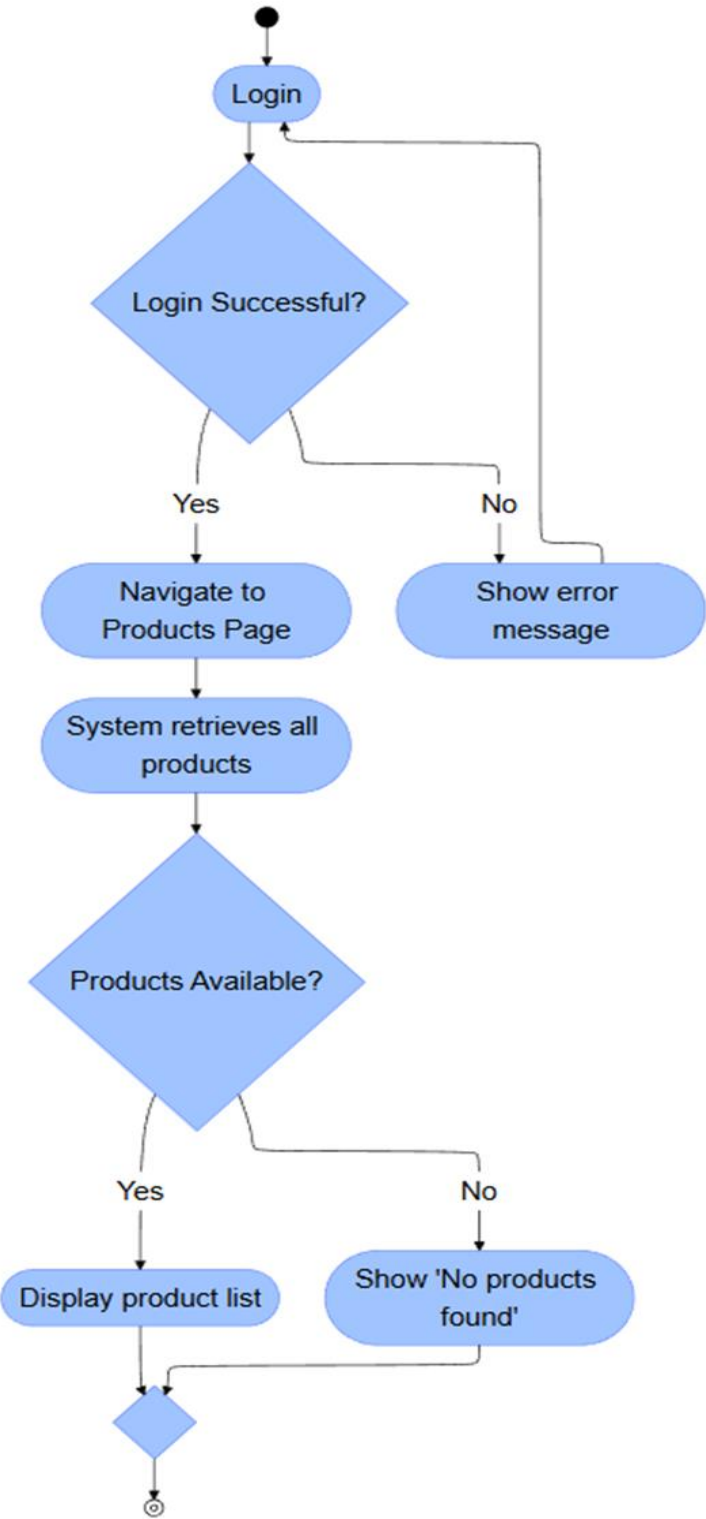 Login
Login Successful?
Yes
No
Navigate to
Products Page
Show error
message
System retrieves all
products
Products Available?
Yes
No
Display product list
Show 'No products
found'